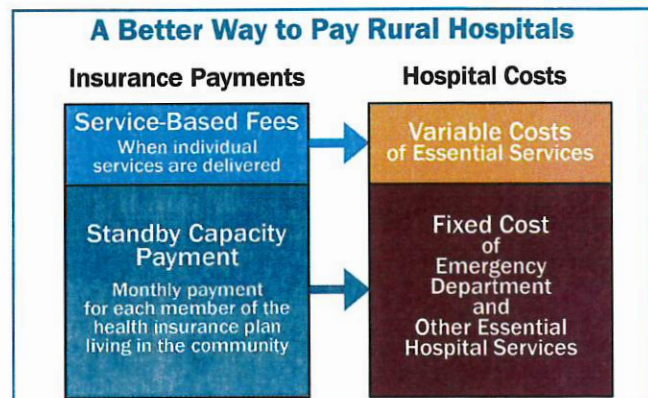 A Better Way to Pay Rural Hospitals
Insurance Payments
Hospital Costs
Service-Based Fees
When individual
services are delivered
Variable Costs
of Essential Services
Standby Capacity
Payment
Monthly payment
for each member of the
health insurance plan
living in the community
Fixed Cost
of
Emergency
Department
and
Other Essential
Hospital Services